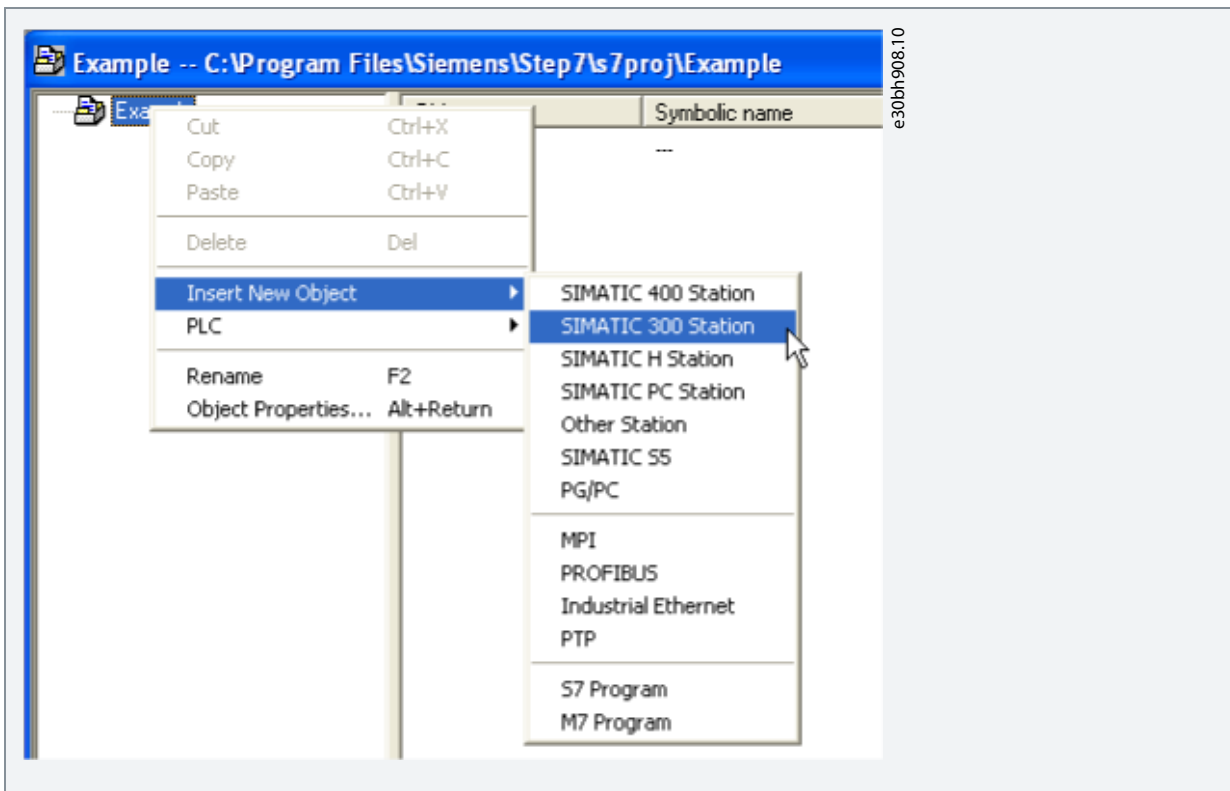 Example -- C:\Program Files\Siemens\Step7\s7proj\Example
e30bh908.10
Symbolic name
---
Cut Ctrl+X
Copy Ctrl+C
Paste Ctrl+V
Delete Del
Insert New Object
PLC
Rename F2
Object Properties... Alt+Return
SIMATIC 400 Station
SIMATIC 300 Station
SIMATIC H Station
SIMATIC PC Station
Other Station
SIMATIC S5
PG/PC
MPI
PROFIBUS
Industrial Ethernet
PTP
S7 Program
M7 Program